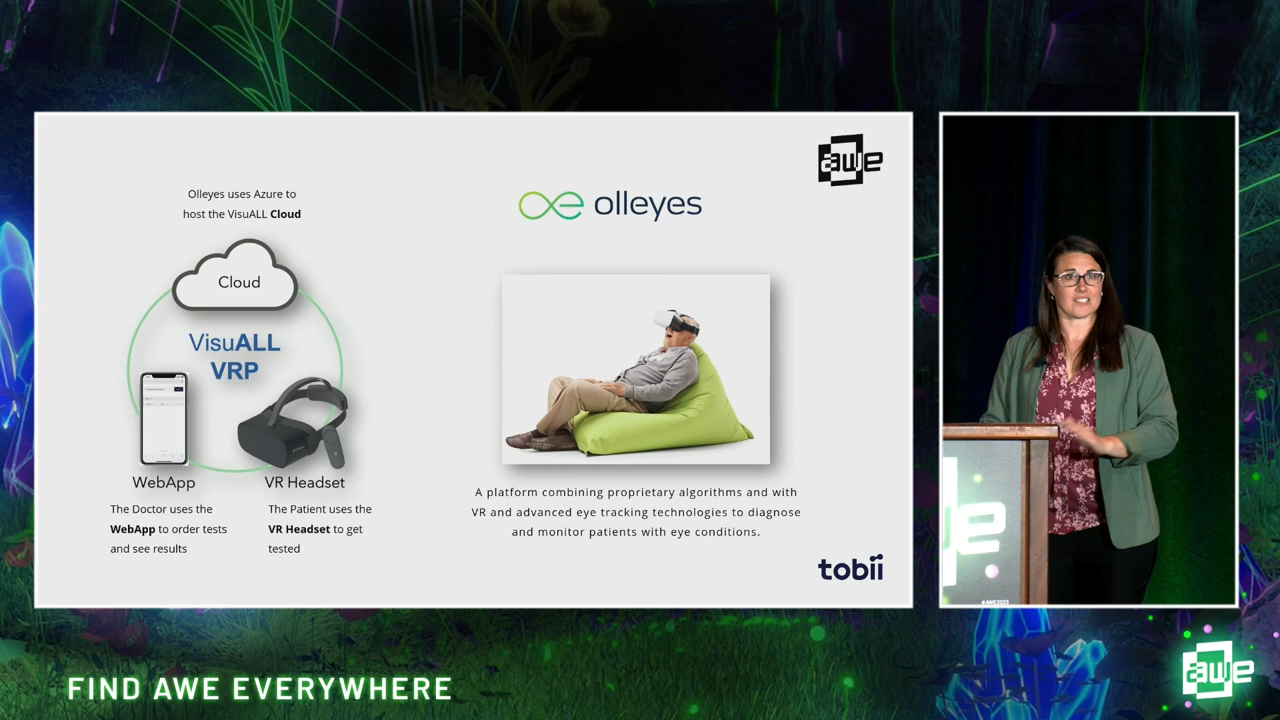 awe
Olleyes uses Azure to
host the VisuALL Cloud
Cloud
VisuALL
VRP
WebApp
The Doctor uses the
WebApp to order tests
and see results
VR Headset
The Patient uses the
VR Headset to get
tested
olleyes
A platform combining proprietary algorithms and with
VR and advanced eye tracking technologies to diagnose
and monitor patients with eye conditions.
tobii
awe
#AWE2023
FIND AWE EVERYWHERE
awe